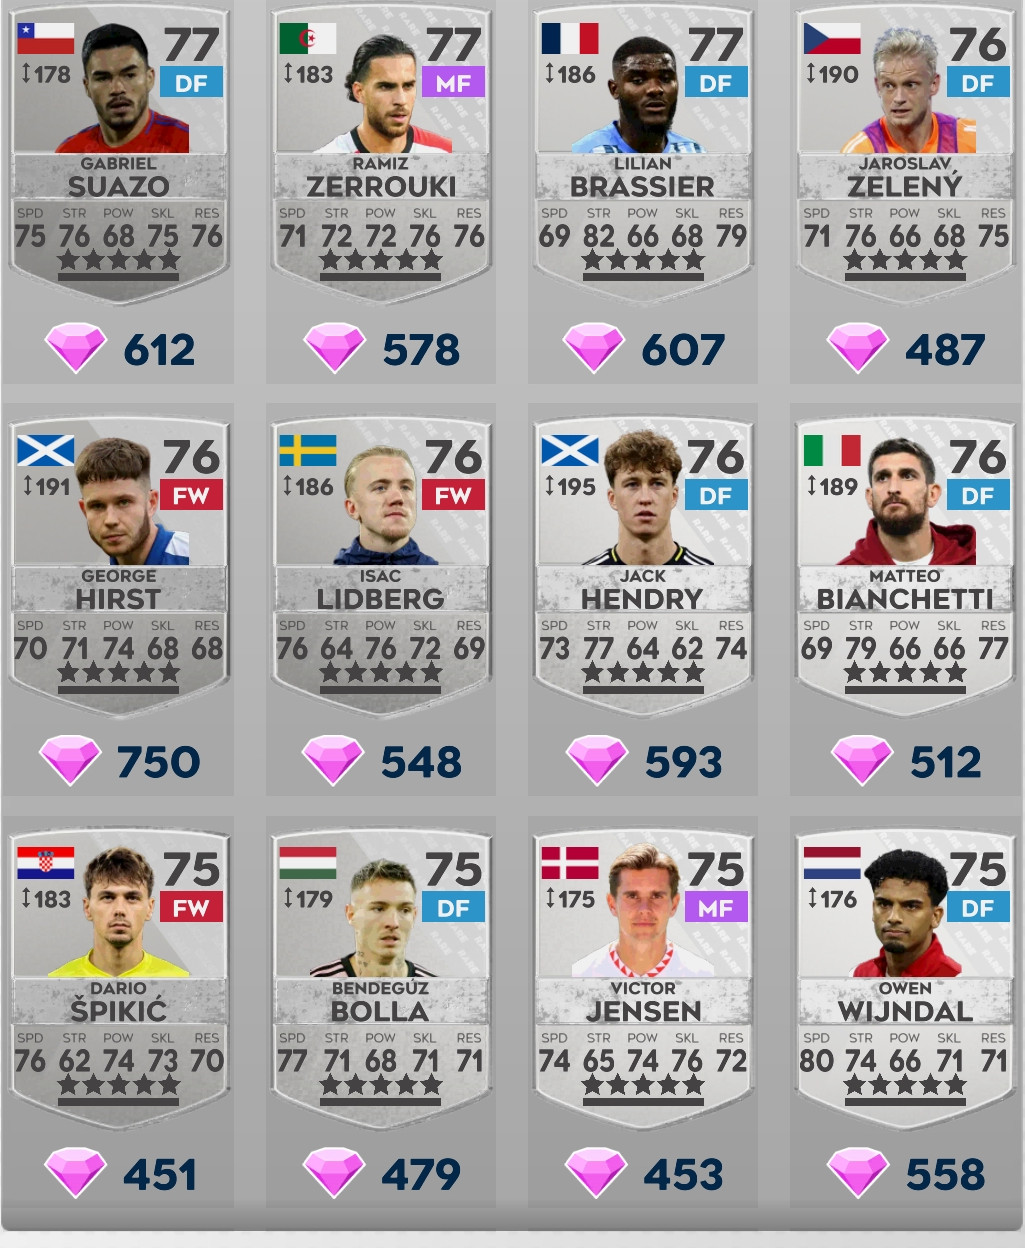 77
178
DF
GABRIEL
SUAZO
SPD STR POW SKL RES
75 76 68 75 76
612
77
183
MF
RAMIZ
ZERROUKI
SPD STR POW SKL RES
71 72 72 76 76
578
77
186
DF
LILIAN
BRASSIER
SPD STR POW SKL RES
69 82 66 68 79
607
76
190
DF
JAROSLAV
ZELENÝ
SPD STR POW SKL RES
71 76 66 68 75
487
76
191
FW
GEORGE
HIRST
SPD STR POW SKL RES
70 71 74 68 68
750
76
186
FW
ISAC
LIDBERG
SPD STR POW SKL RES
76 64 76 72 69
548
76
195
DF
JACK
HENDRY
SPD STR POW SKL RES
73 77 64 62 74
593
76
189
DF
MATTEO
BIANCHETTI
SPD STR POW SKL RES
69 79 66 66 77
512
75
183
FW
DARIO
ŠPIKIĆ
SPD STR POW SKL RES
76 62 74 73 70
451
75
179
DF
BENDEGÚZ
BOLLA
SPD STR POW SKL RES
77 71 68 71 71
479
75
175
MF
VICTOR
JENSEN
SPD STR POW SKL RES
74 65 74 76 72
453
75
176
DF
OWEN
WIJNDAL
SPD STR POW SKL RES
80 74 66 71 71
558